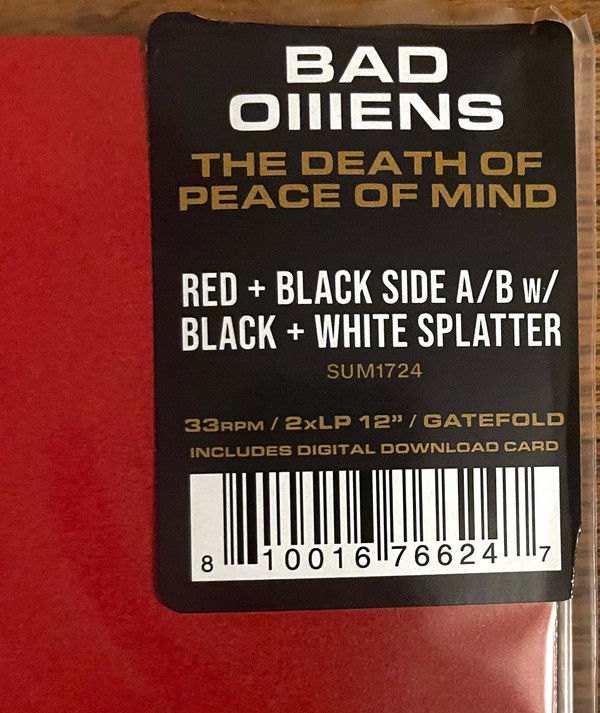 BAD
OMENS
THE DEATH OF
PEACE OF MIND
RED + BLACK SIDE A/B w/
BLACK + WHITE SPLATTER
SUM1724
33RPM / 2xLP 12” / GATEFOLD
INCLUDES DIGITAL DOWNLOAD CARD
8 10016 76624 7